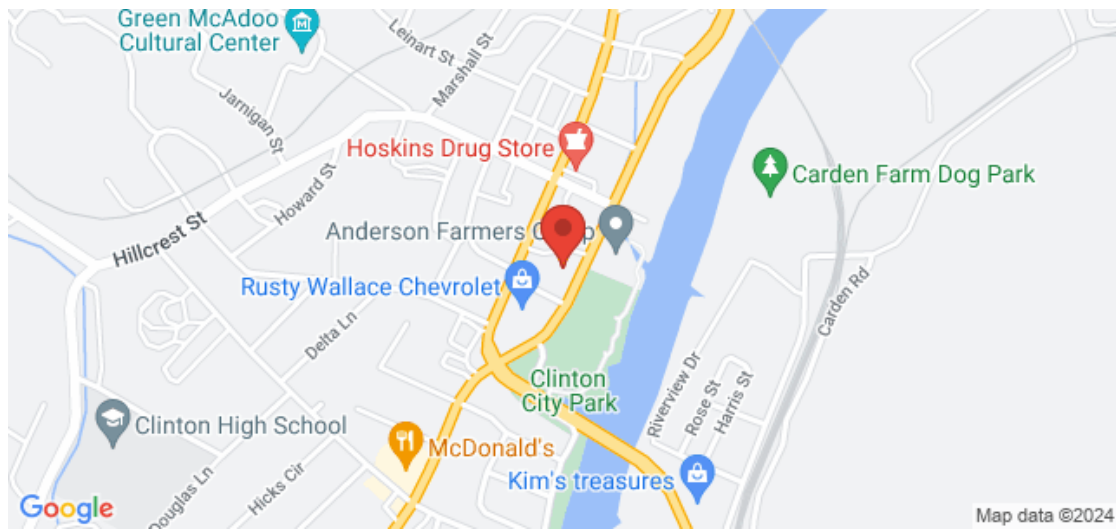 Green McAdoo
Cultural Center
Leinart St
Marshall St
Jarnigan St
Hoskins Drug Store
Howard St
Carden Farm Dog Park
Hillcrest St
Anderson Farmers
Rusty Wallace Chevrolet
Carden Rd
Delta Ln
Clinton
City Park
Riverview Dr
Rose St
Harris St
Clinton High School
McDonald's
Kim's treasures
Douglas Ln
Hicks Cir
Google
Map data ©2024